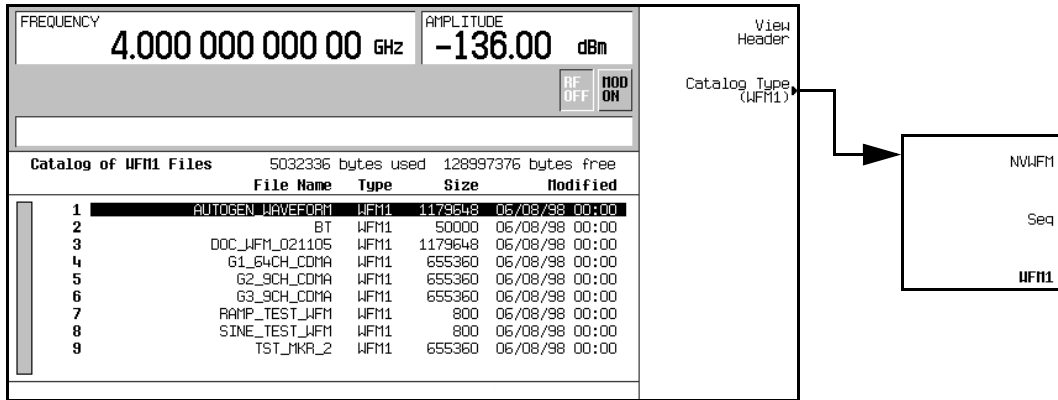 FREQUENCY
4.000 000 000 00 GHz
AMPLITUDE
-136.00 dBm
RF OFF
MOD ON
View Header
Catalog Type (WFM1)
Catalog of WFM1 Files 5032336 bytes used 128997376 bytes free
File Name Type Size Modified
1 AUTOGEN_WAVEFORM WFM1 1179648 06/08/98 00:00
2 BT WFM1 50000 06/08/98 00:00
3 DOC_WFM_021105 WFM1 1179648 06/08/98 00:00
4 G1_64CH_CDMA WFM1 655360 06/08/98 00:00
5 G2_9CH_CDMA WFM1 655360 06/08/98 00:00
6 G3_9CH_CDMA WFM1 655360 06/08/98 00:00
7 RAMP_TEST_WFM WFM1 800 06/08/98 00:00
8 SINE_TEST_WFM WFM1 800 06/08/98 00:00
9 TST_MKR_2 WFM1 655360 06/08/98 00:00
NVWFM
Seq
WFM1